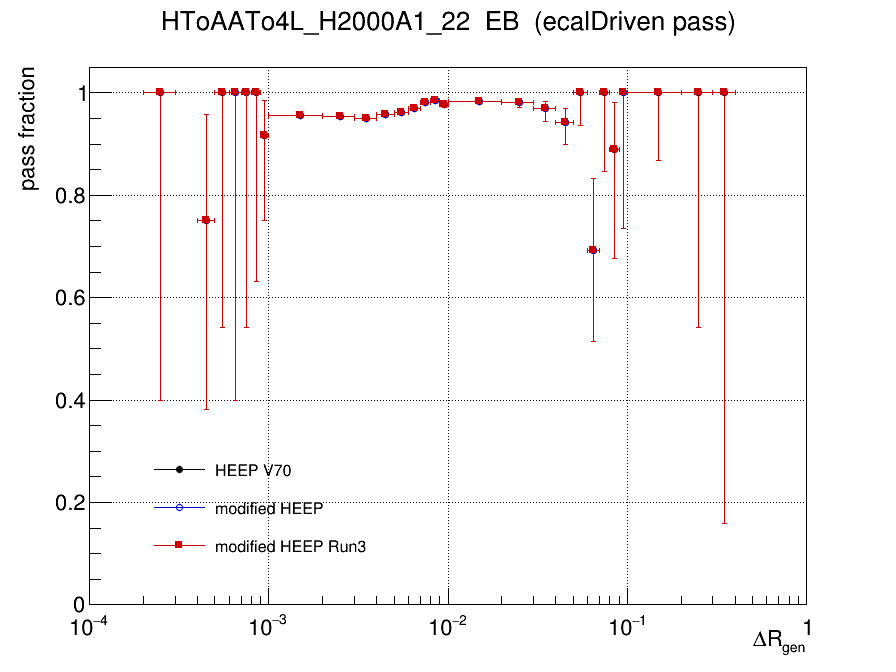 HToAATo4L_H2000A1_22 EB (ecalDriven pass)
pass fraction
1
0.8
0.6
0.4
0.2
0
HEEP V70
modified HEEP
modified HEEP Run3
10⁻⁴
10⁻³
10⁻²
10⁻¹
1
ΔR_gen